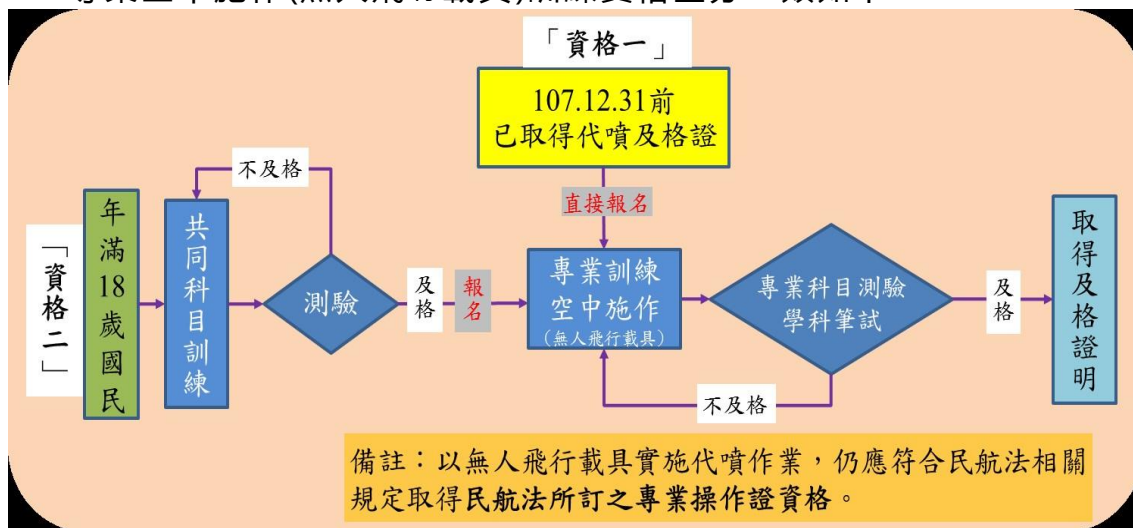 「資格一」
107.12.31前
已取得代噴及格證
直接報名
「資格二」
年滿18歲國民
共同科目訓練
不及格
測驗
及格
報名
專業訓練
空中施作
(無人飛行載具)
專業科目測驗
學科筆試
不及格
及格
取得及格證明
備註：以無人飛行載具實施代噴作業，仍應符合民航法相關
規定取得民航法所訂之專業操作證資格。